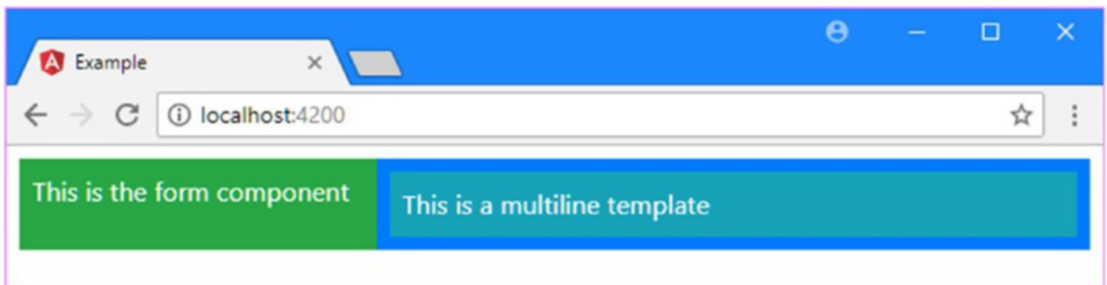 Example
localhost:4200
This is the form component
This is a multiline template